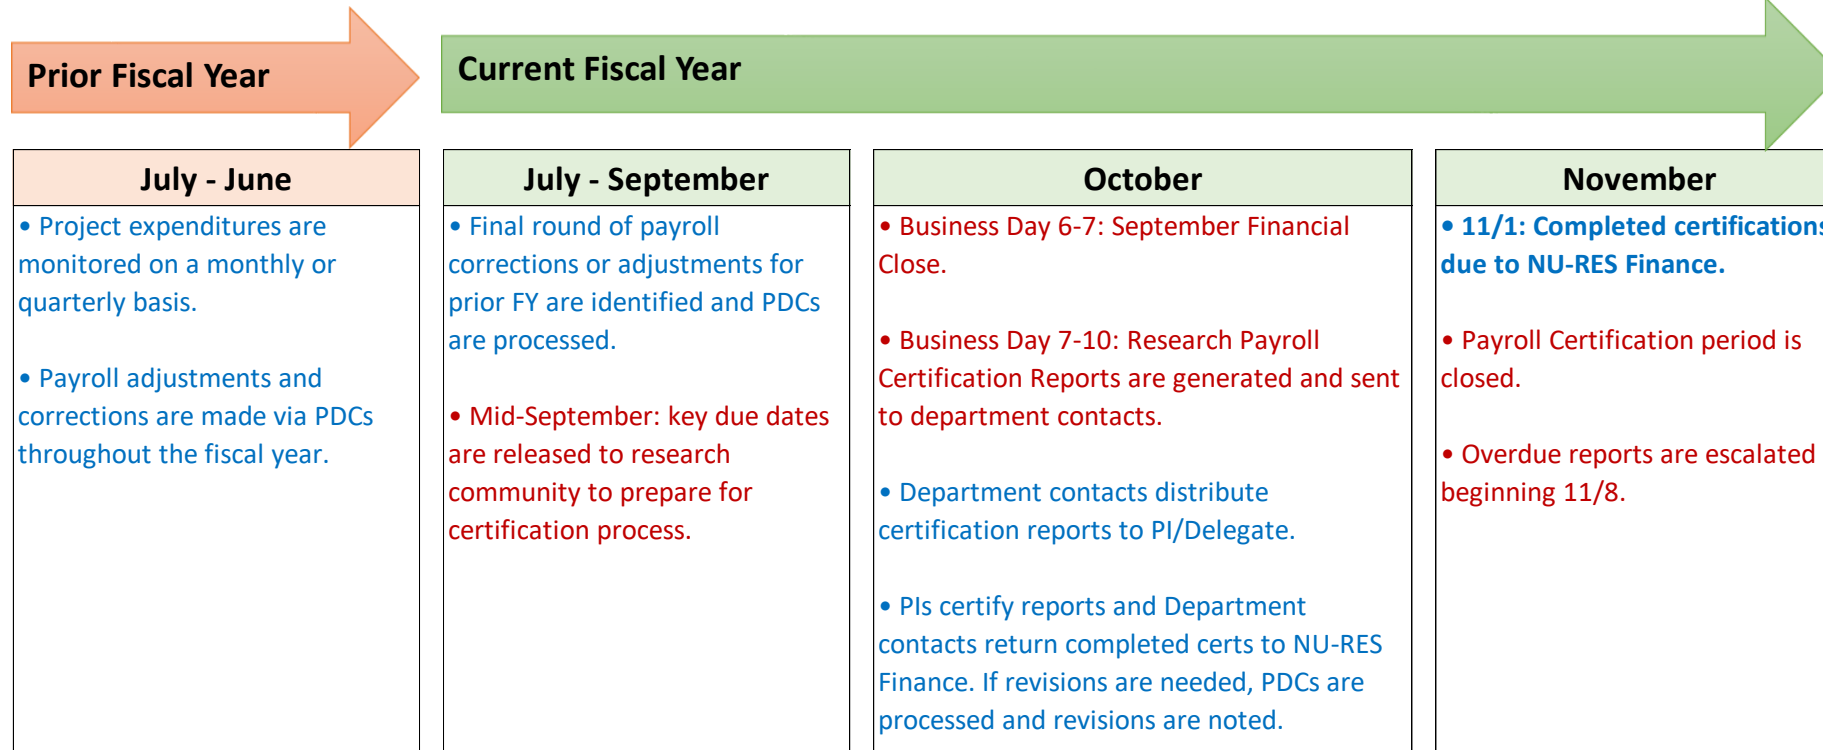 Prior Fiscal Year
Current Fiscal Year
July - June
• Project expenditures are
monitored on a monthly or
quarterly basis.
• Payroll adjustments and
corrections are made via PDCs
throughout the fiscal year.
July - September
• Final round of payroll
corrections or adjustments for
prior FY are identified and PDCs
are processed.
• Mid-September: key due dates
are released to research
community to prepare for
certification process.
October
• Business Day 6-7: September Financial
Close.
• Business Day 7-10: Research Payroll
Certification Reports are generated and sent
to department contacts.
• Department contacts distribute
certification reports to PI/Delegate.
• PIs certify reports and Department
contacts return completed certs to NU-RES
Finance. If revisions are needed, PDCs are
processed and revisions are noted.
November
• 11/1: Completed certifications
due to NU-RES Finance.
• Payroll Certification period is
closed.
• Overdue reports are escalated
beginning 11/8.